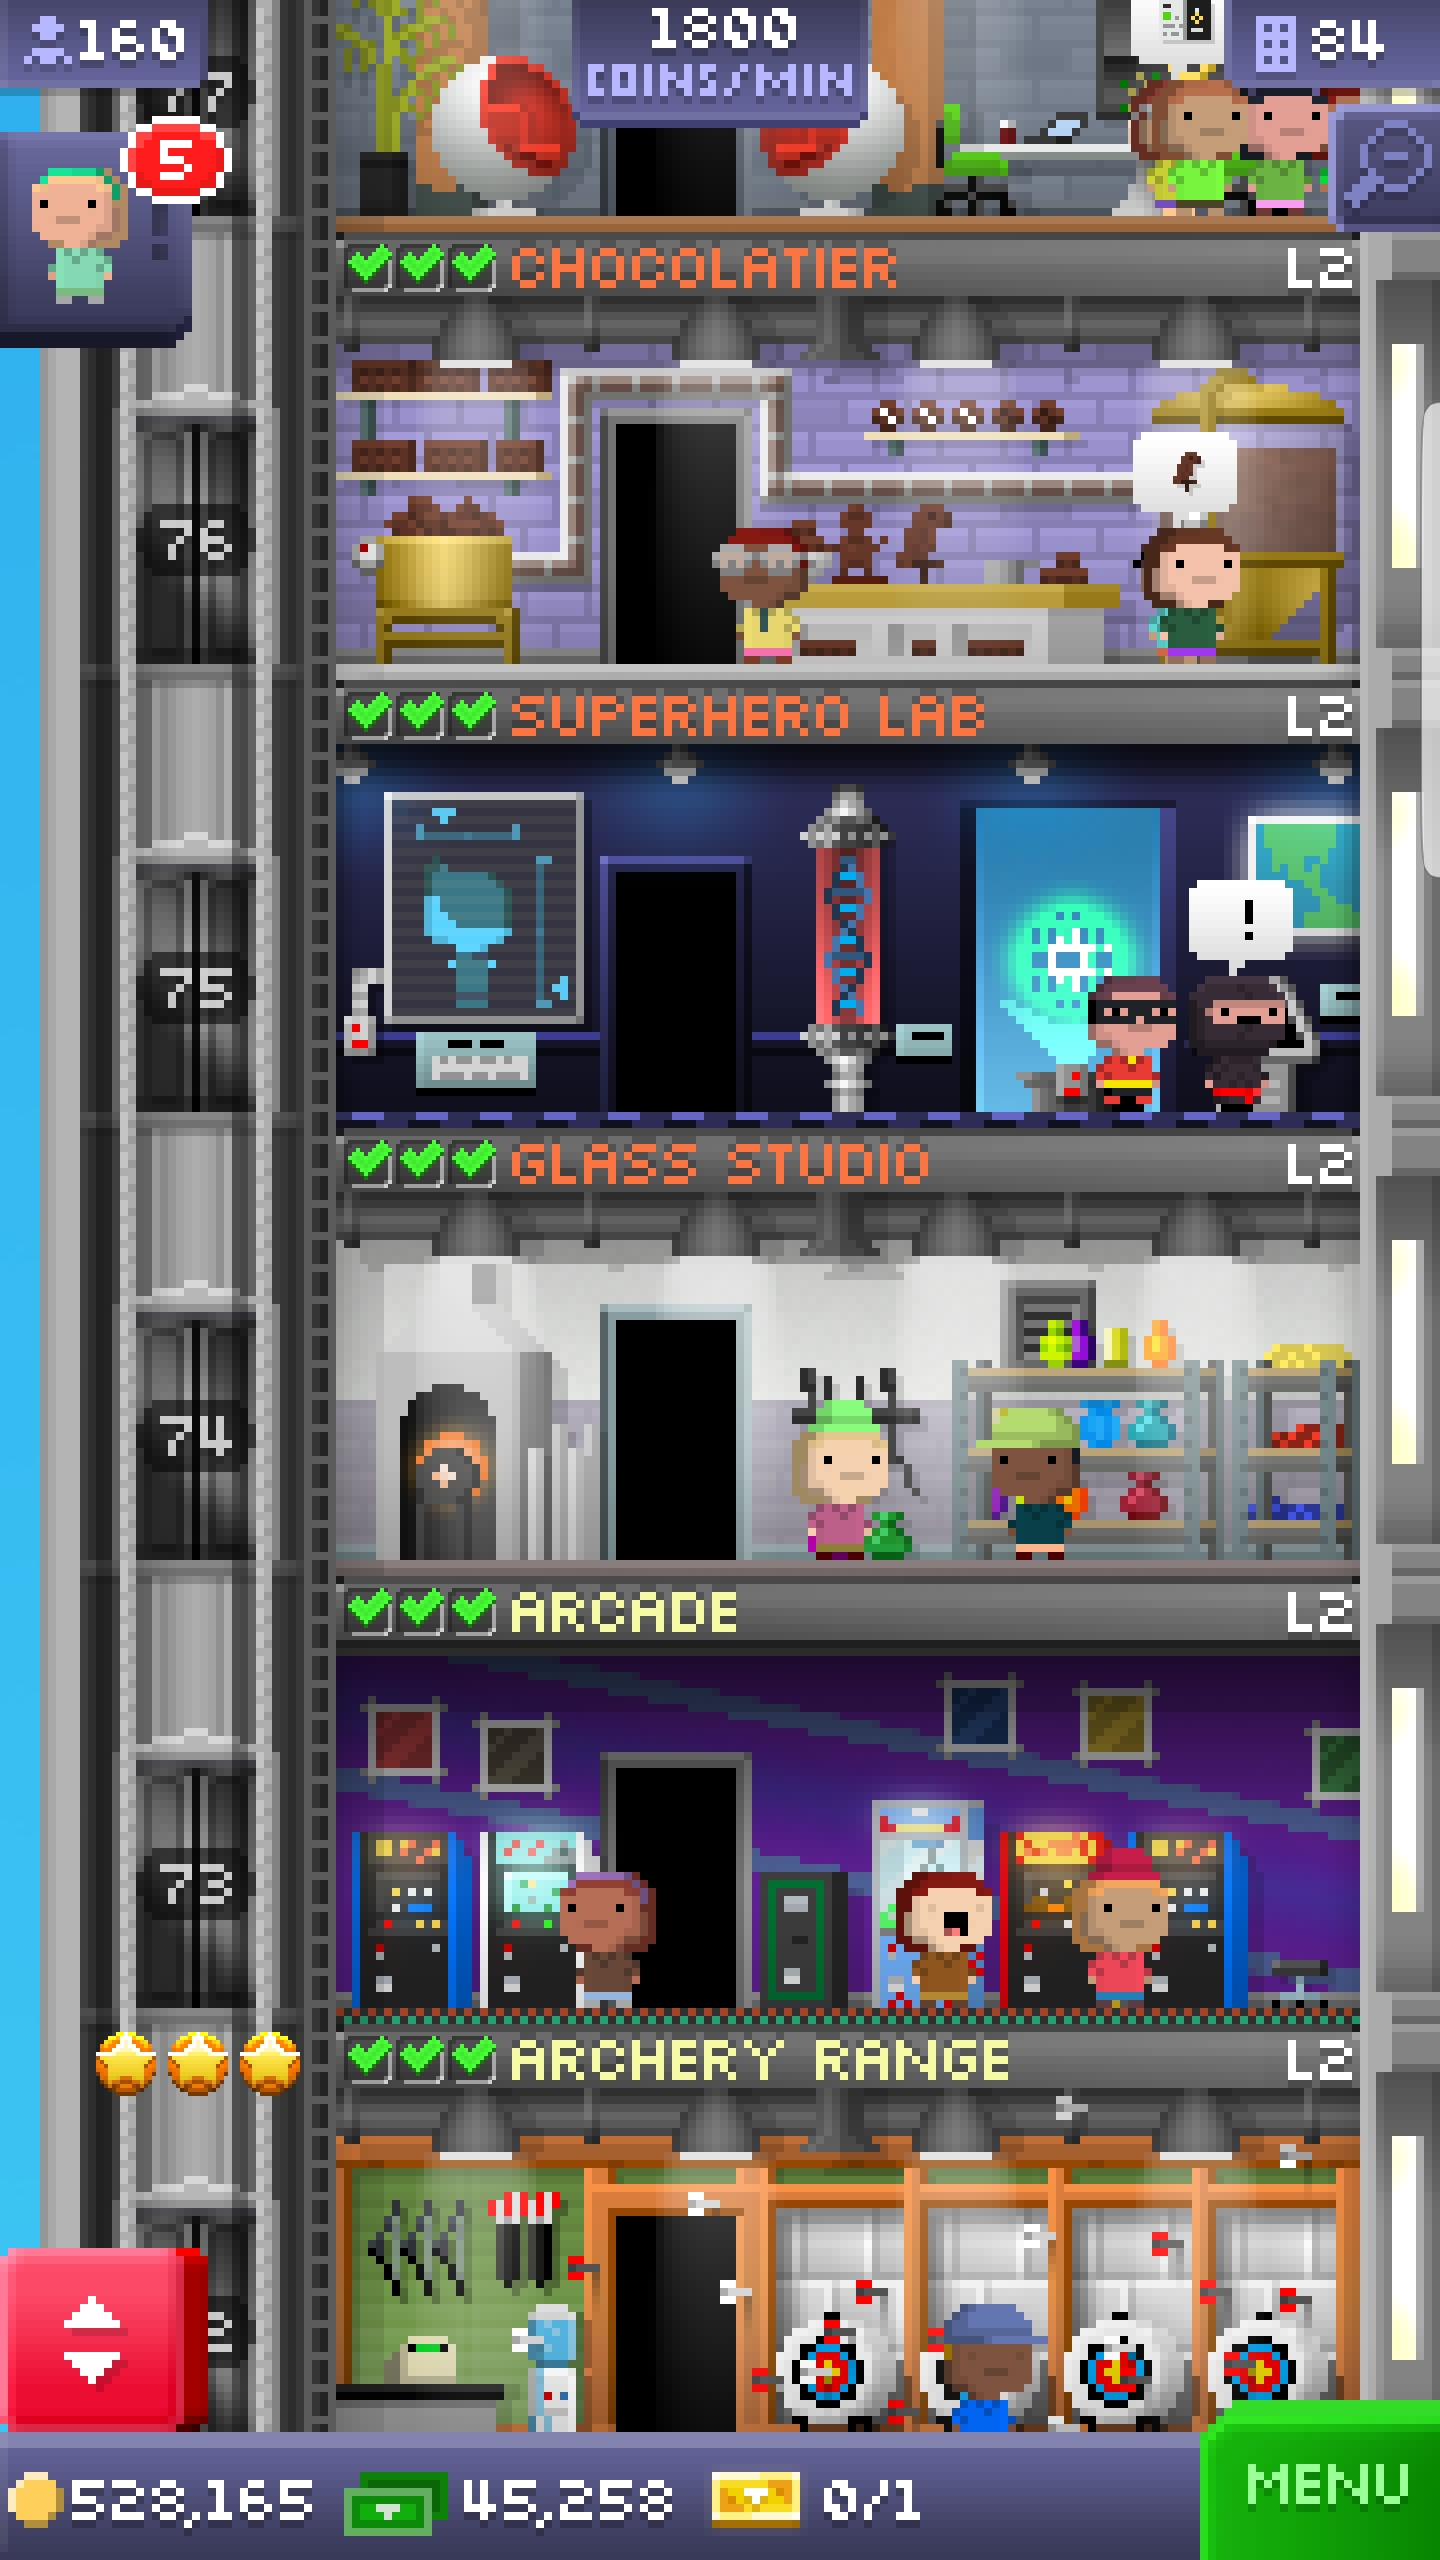 160
1800
COINS/MIN
84
5
CHOCOLATIER L2
76
SUPERHERO LAB L2
!
75
GLASS STUDIO L2
74
ARCADE L2
73
ARCHERY RANGE L2
528,165 45,258 0/1 MENU